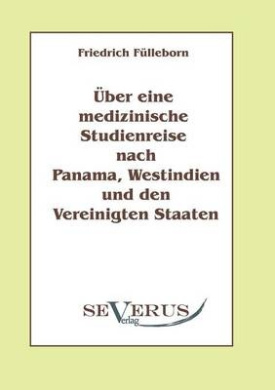 Friedrich Fülleborn
Über eine
medizinische
Studienreise
nach
Panama, Westindien
und den
Vereinigten Staaten
SEVERUS
Verlag